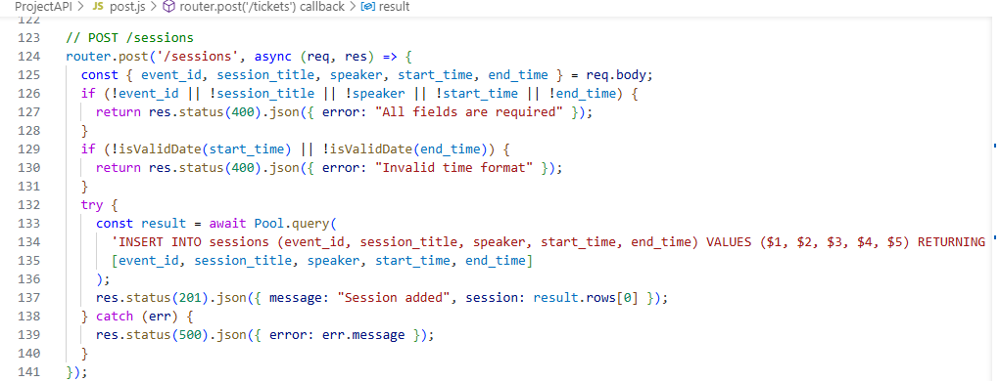 ProjectAPI > JS post.js > router.post('/tickets') callback > result
122
123 // POST /sessions
124 router.post('/sessions', async (req, res) => {
125 const { event_id, session_title, speaker, start_time, end_time } = req.body;
126 if (!event_id || !session_title || !speaker || !start_time || !end_time) {
127 return res.status(400).json({ error: "All fields are required" });
128 }
129 if (!isValidDate(start_time) || !isValidDate(end_time)) {
130 return res.status(400).json({ error: "Invalid time format" });
131 }
132 try {
133 const result = await Pool.query(
134 'INSERT INTO sessions (event_id, session_title, speaker, start_time, end_time) VALUES ($1, $2, $3, $4, $5) RETURNING
135 [event_id, session_title, speaker, start_time, end_time]
136 );
137 res.status(201).json({ message: "Session added", session: result.rows[0] });
138 } catch (err) {
139 res.status(500).json({ error: err.message });
140 }
141 });